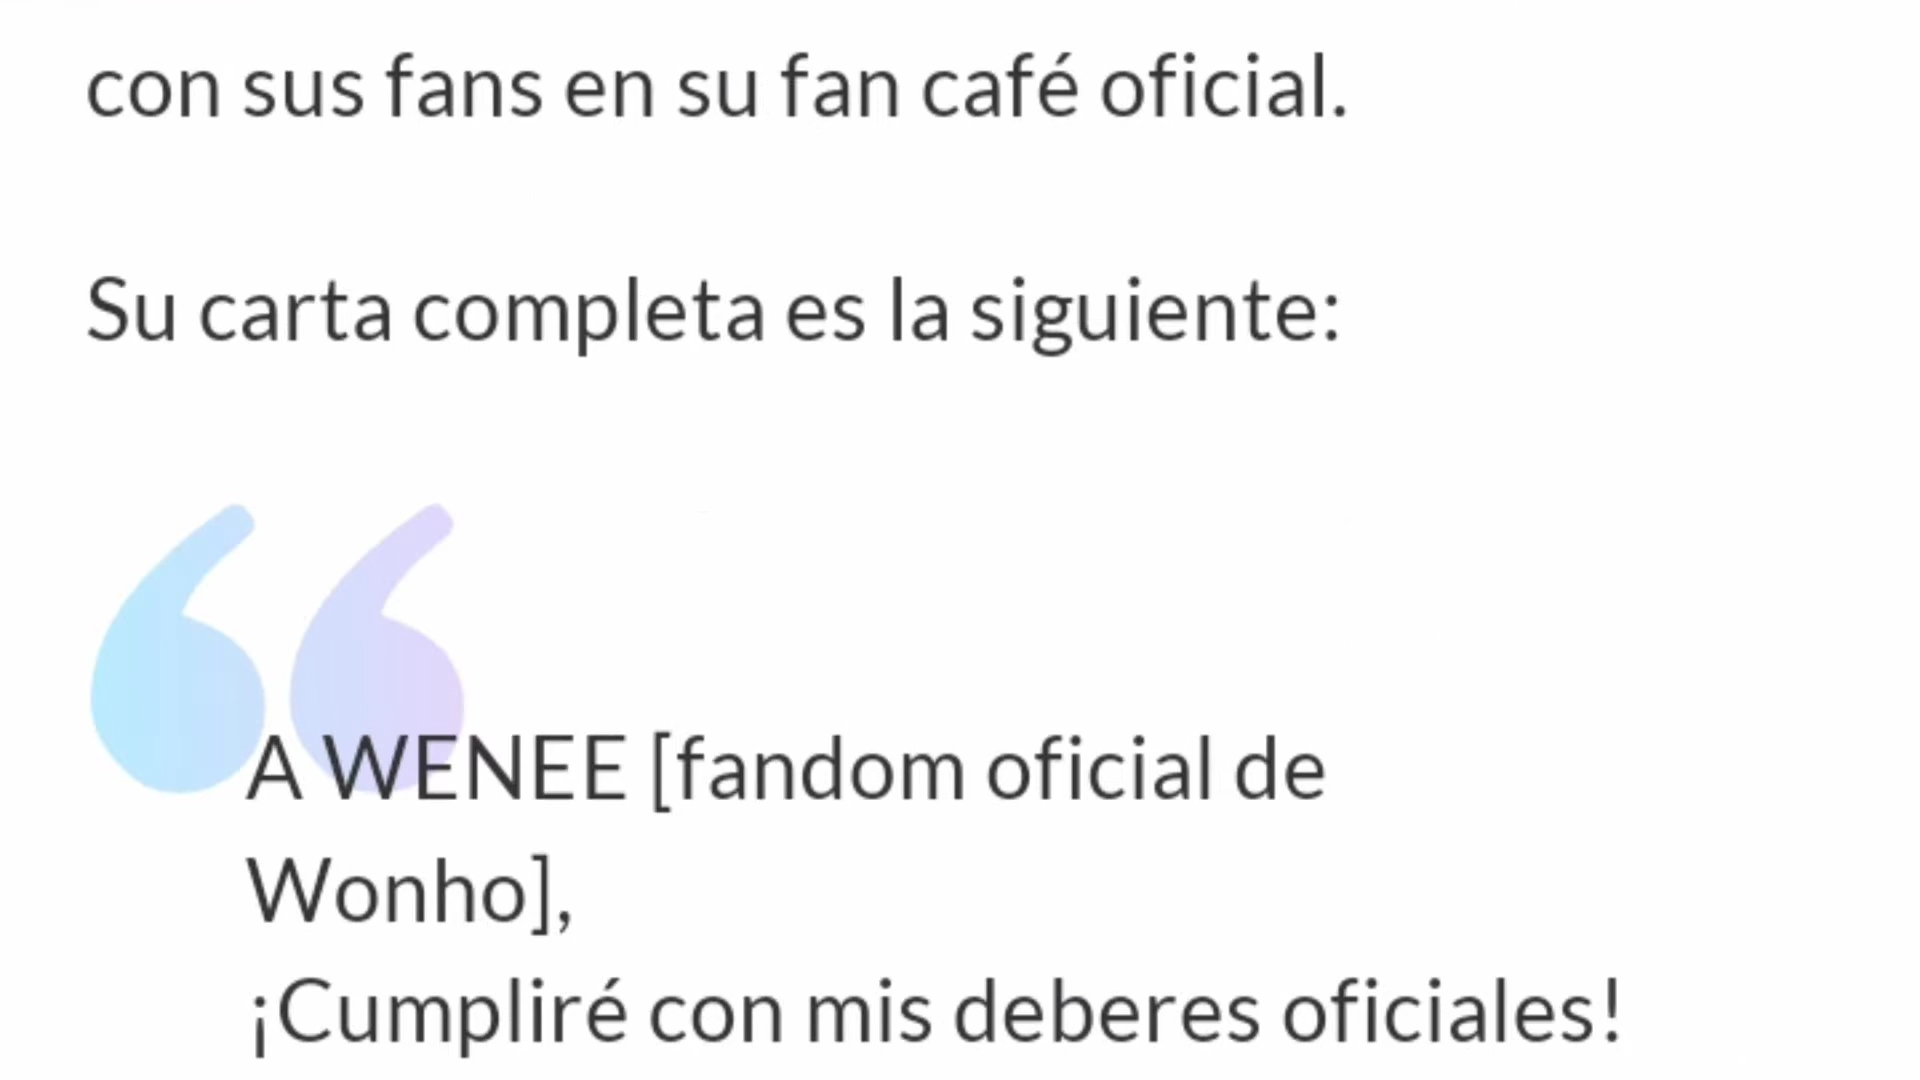 con sus fans en su fan café oficial.
Su carta completa es la siguiente:
A WENEE [fandom oficial de
Wonho],
¡Cumpliré con mis deberes oficiales!